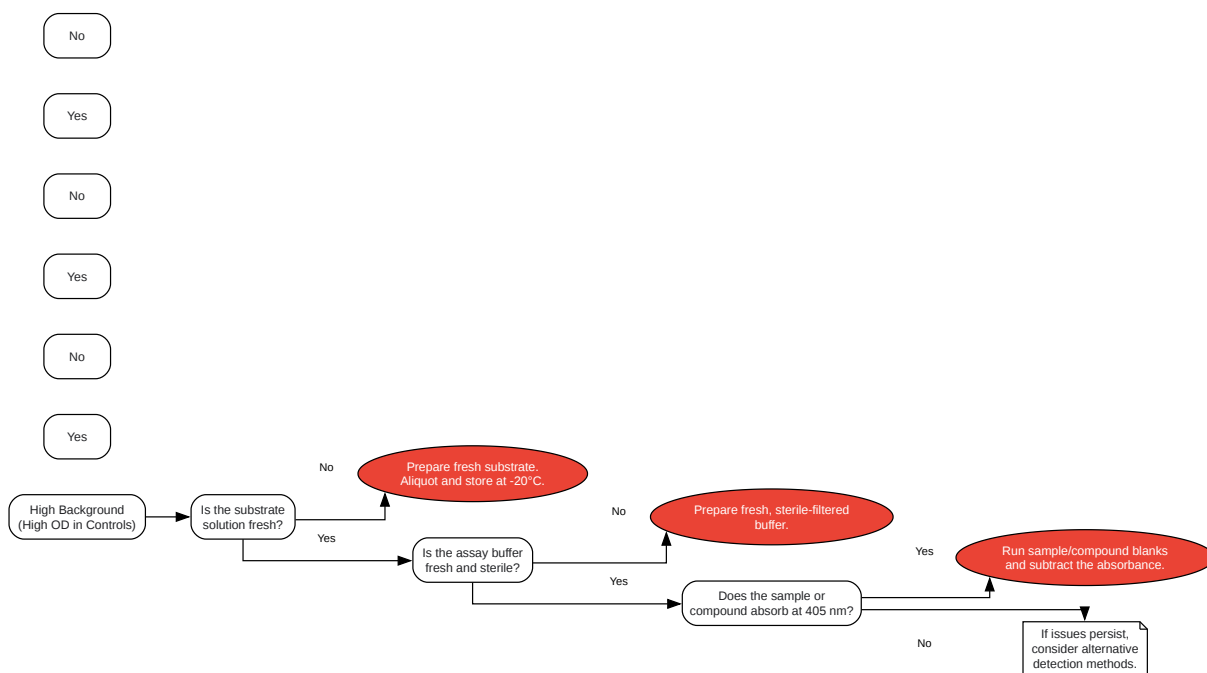 No
Yes
No
Yes
No
Yes
High Background
(High OD in Controls)
Is the substrate
solution fresh?
No
Prepare fresh substrate.
Aliquot and store at -20°C.
Yes
Is the assay buffer
fresh and sterile?
No
Prepare fresh, sterile-filtered
buffer.
Yes
Does the sample or
compound absorb at 405 nm?
Yes
Run sample/compound blanks
and subtract the absorbance.
No
If issues persist,
consider alternative
detection methods.